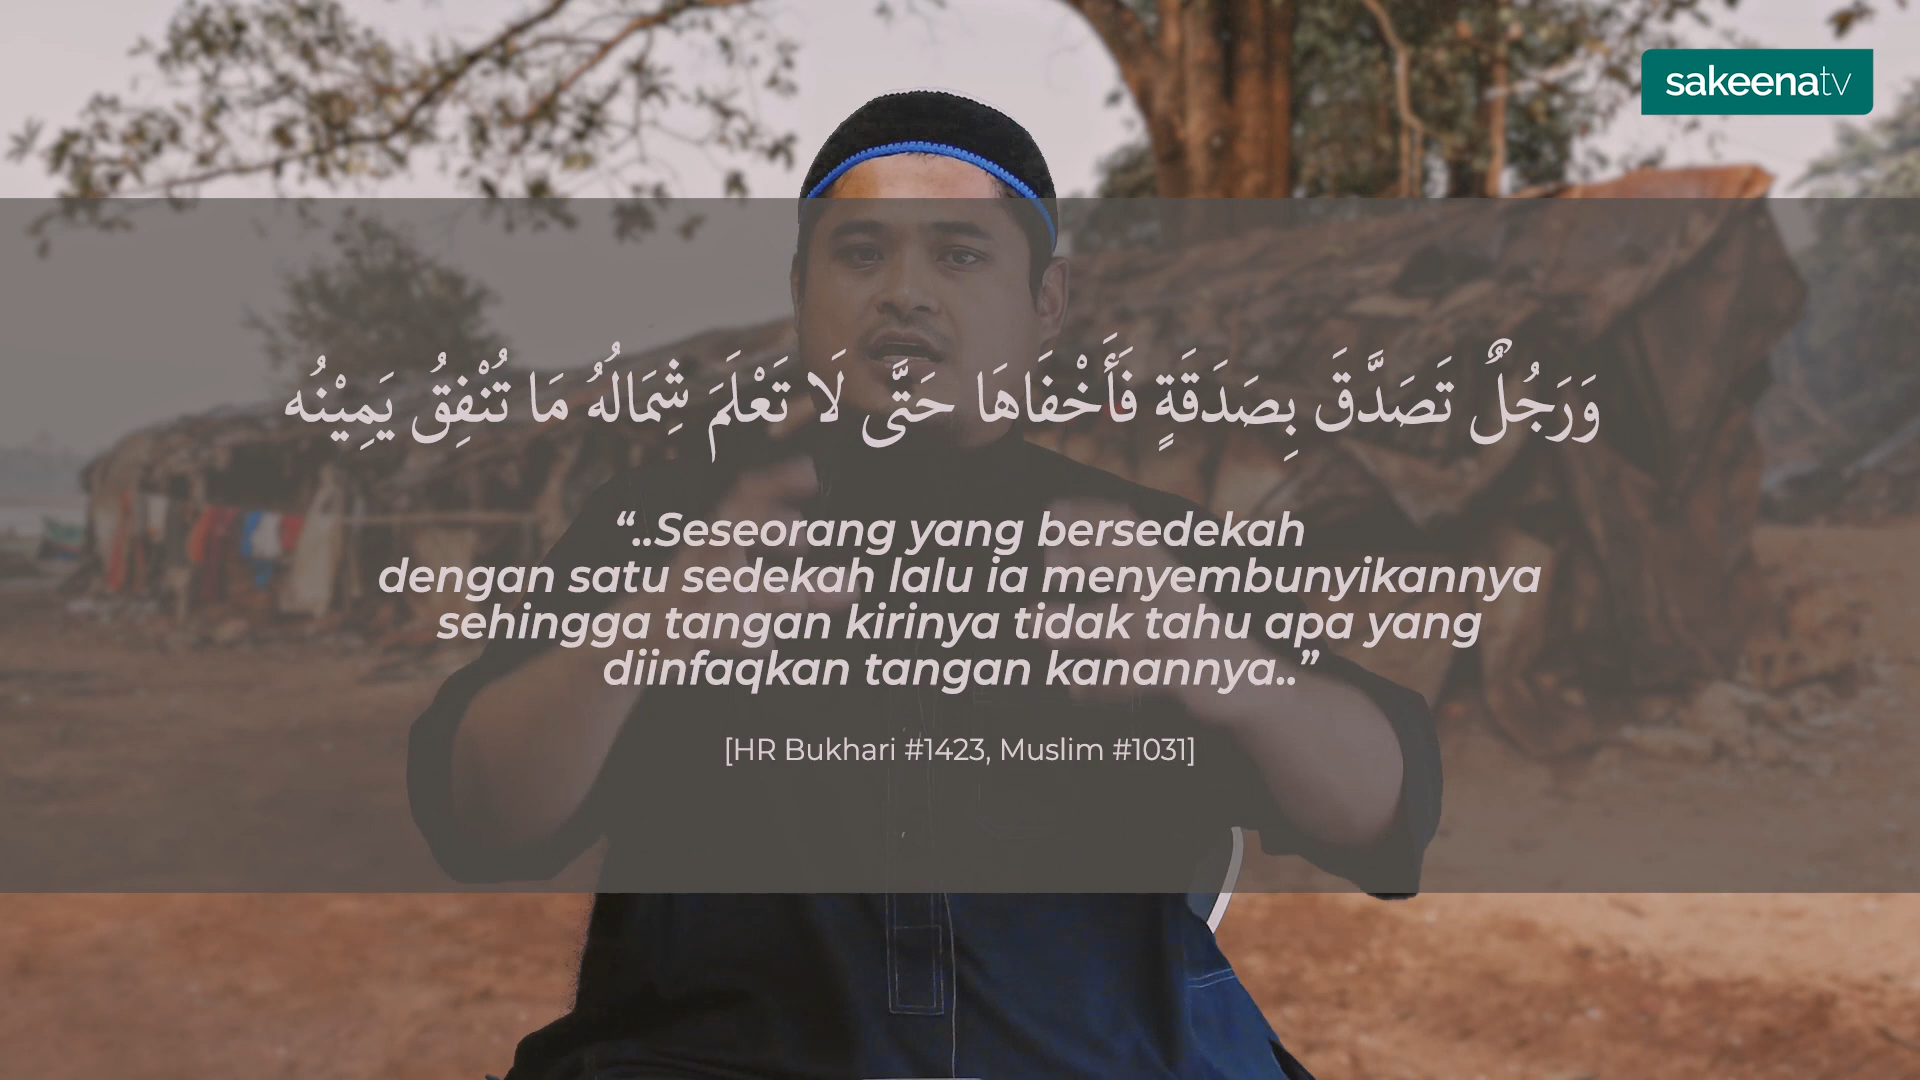 sakeenatv
وَرَجُلٌ تَصَدَّقَ بِصَدَقَةٍ فَأَخْفَاهَا حَتَّى لَا تَعْلَمَ شِمَالُهُ مَا تُنْفِقُ يَمِيْنُه
“..Seseorang yang bersedekah
dengan satu sedekah lalu ia menyembunyikannya
sehingga tangan kirinya tidak tahu apa yang
diinfaqkan tangan kanannya..”
[HR Bukhari #1423, Muslim #1031]